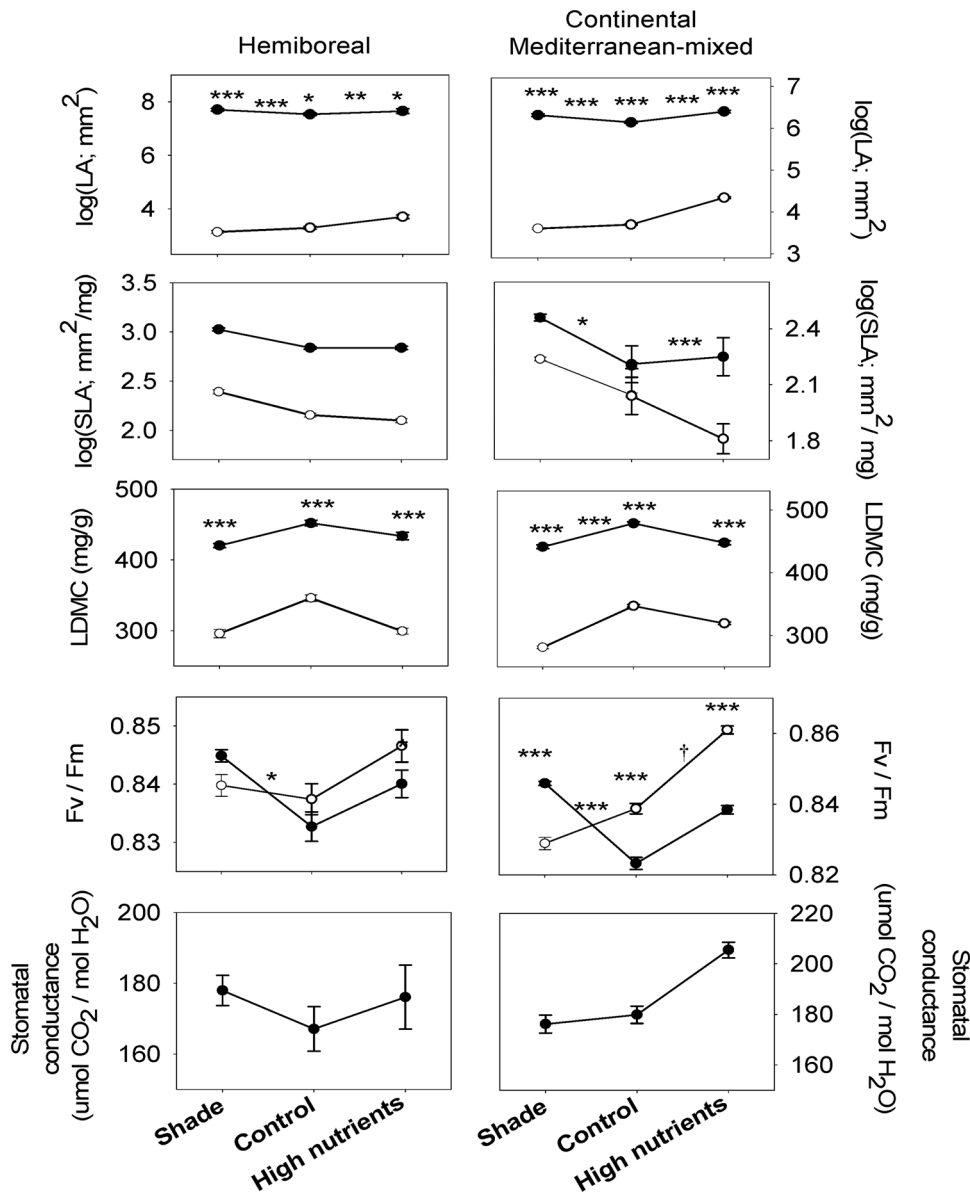 Hemiboreal
Continental
Mediterranean-mixed
log(LA; mm²)
8
6
4
*** *** * ** *
*** *** *** *** ***
7
6
5
4
3
log(LA; mm²)
log(SLA; mm²/mg)
3.5
3.0
2.5
2.0
* ***
2.4
2.1
1.8
log(SLA; mm²/ mg)
LDMC (mg/g)
500
400
300
*** *** ***
*** *** *** ***
500
400
300
LDMC (mg/g)
Fv / Fm
0.85
0.84
0.83
*
*** *** *** † ***
0.86
0.84
0.82
Fv / Fm
Stomatal
conductance
(umol CO₂ / mol H₂O)
200
180
160
220
200
180
160
(umol CO₂ / mol H₂O)
conductance
Stomatal
Shade
Control
High nutrients
Shade
Control
High nutrients